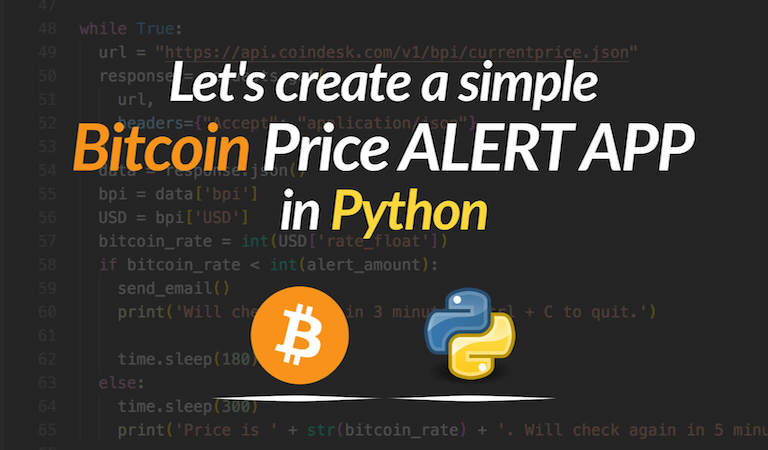 47
48 while True:
49 url = "https://api.coindesk.com/v1/bpi/currentprice.json"
50 response =
Let's create a simple
51 url,
52 headers={"Accept": "application/json"}
Bitcoin Price ALERT APP
54 data = response.json()
55 bpi = data['bpi']
56 USD = bpi['USD']
in Python
57 bitcoin_rate = int(USD['rate_float'])
58 if bitcoin_rate < int(alert_amount):
59 send_email()
60 print('Will in 3 + C to quit.')
61
62 time.sleep(180)
63 else:
64 time.sleep(300)
65 print('Price is ' + str(bitcoin_rate) + '. Will check again in 5